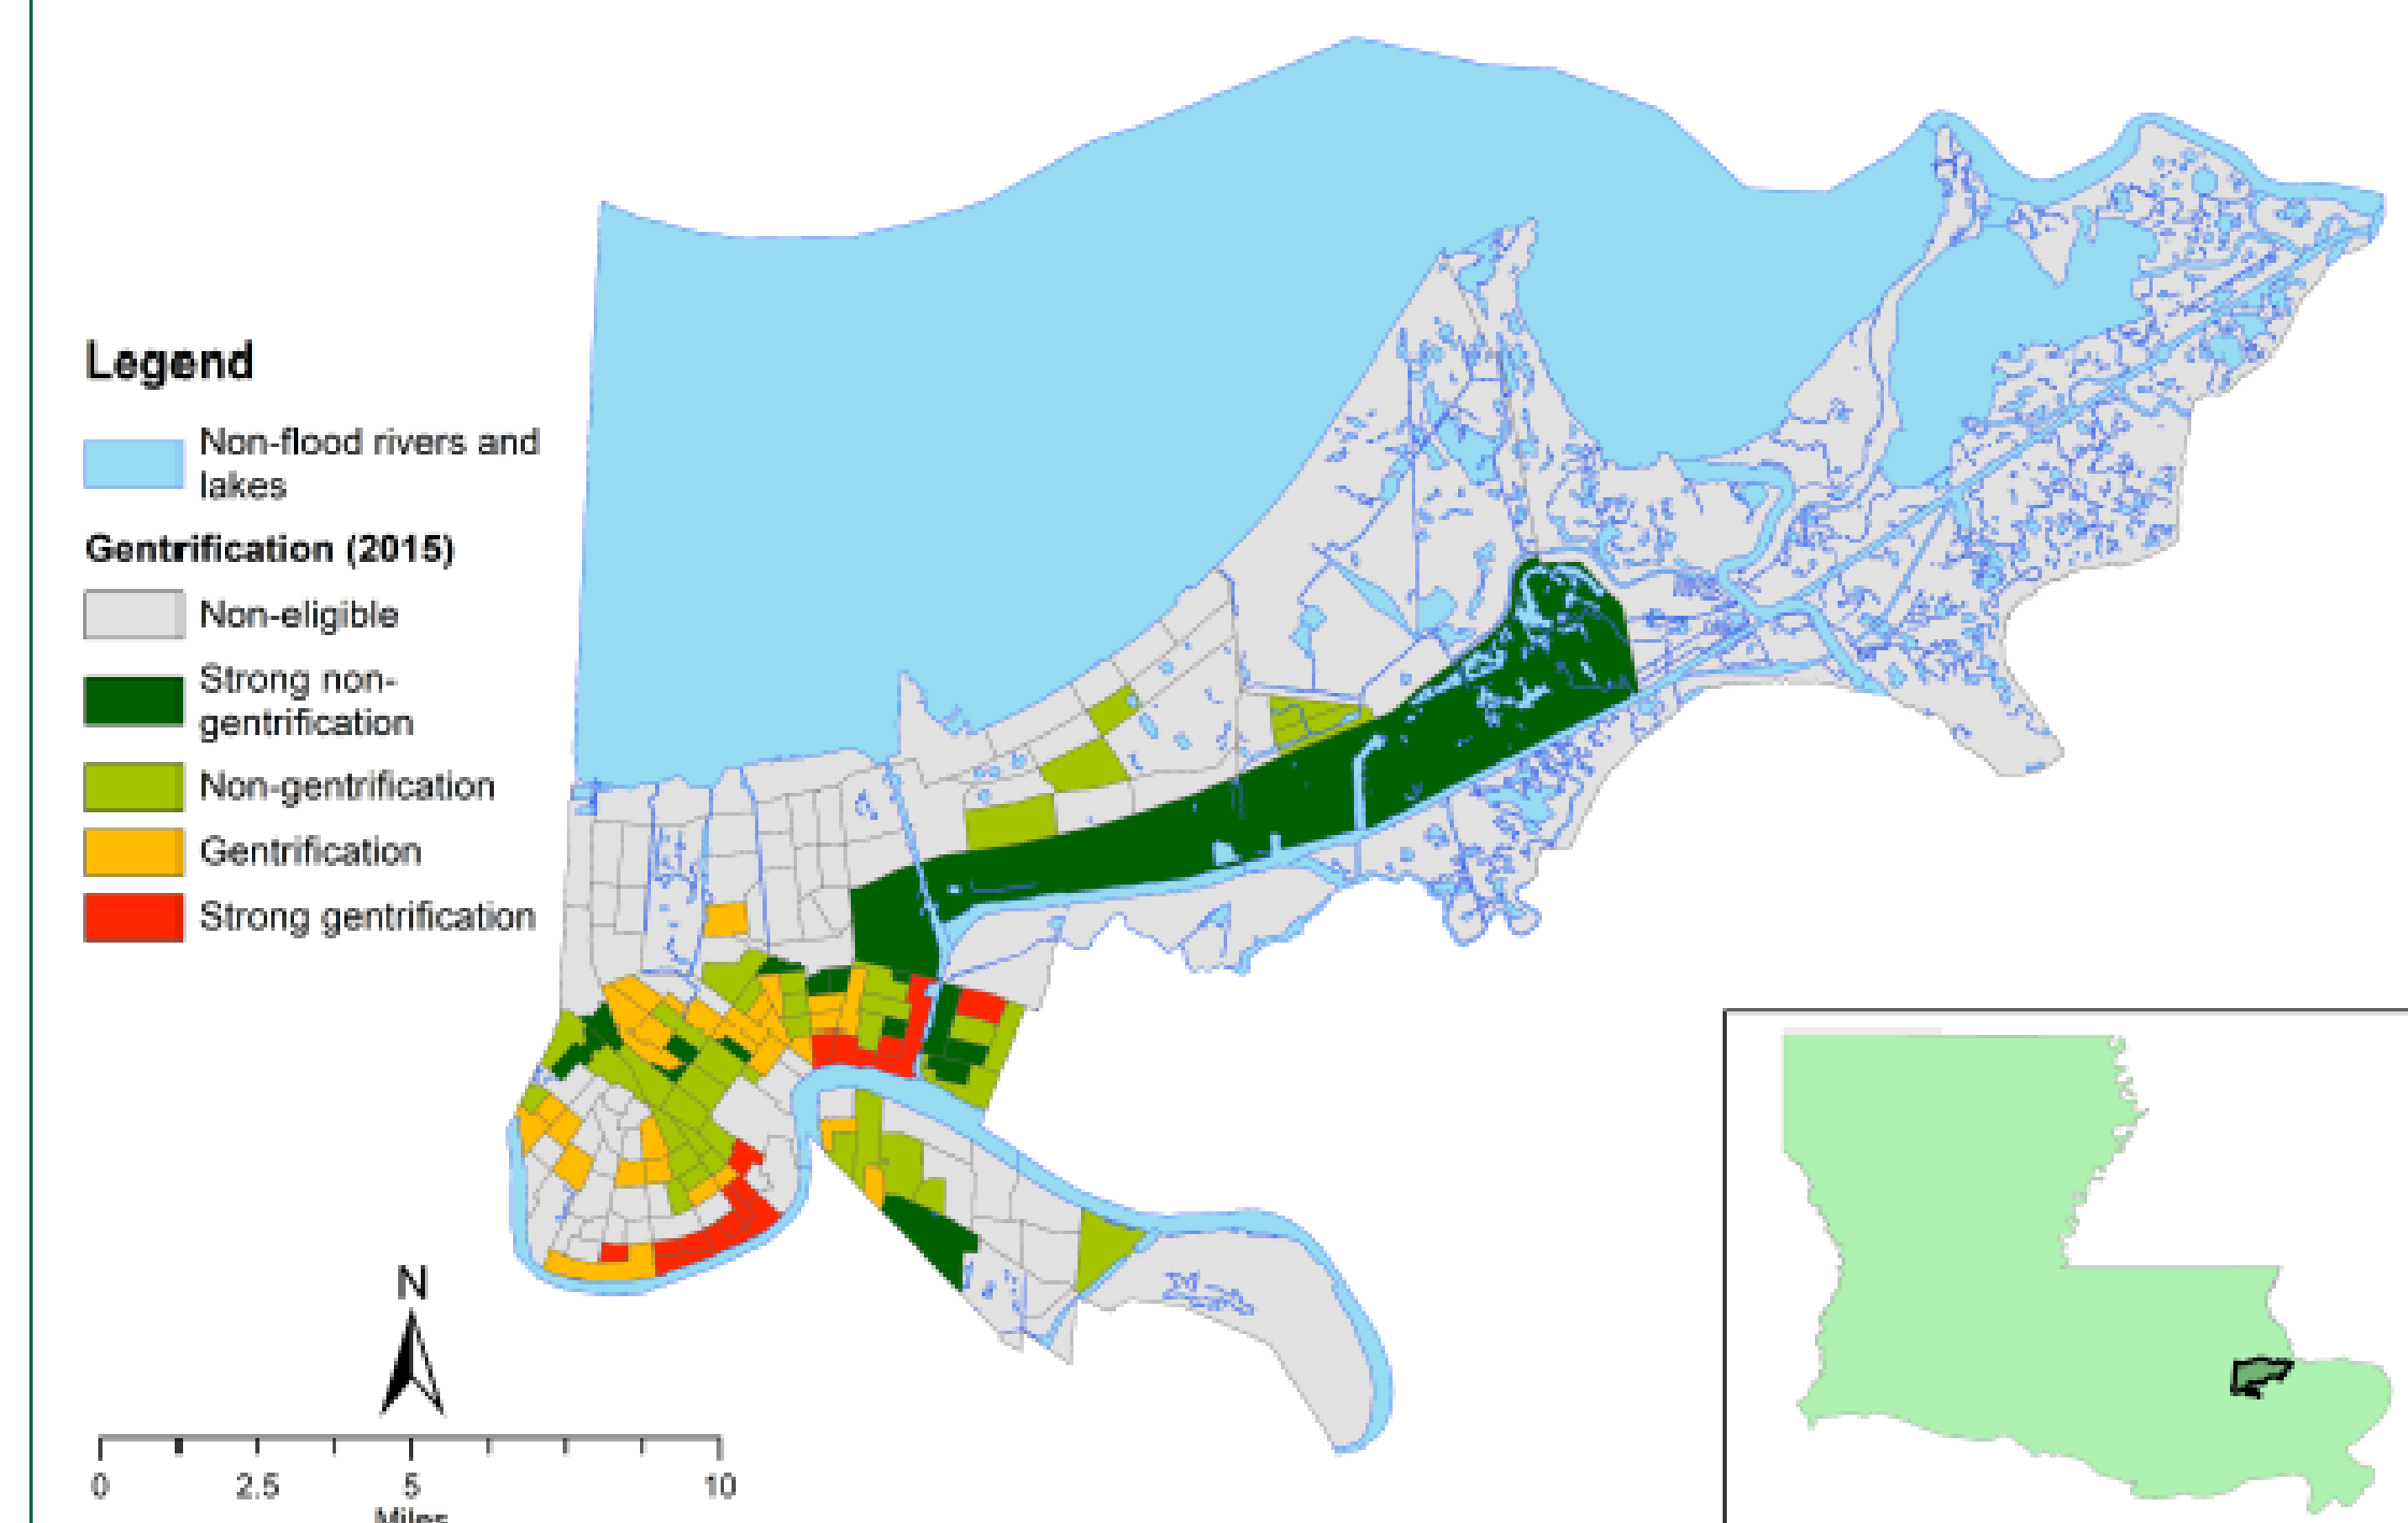 Legend
Non-flood rivers and
lakes
Gentrification (2015)
Non-eligible
Strong non-
gentrification
Non-gentrification
Gentrification
Strong gentrification
N
0 2.5 5 10
Miles